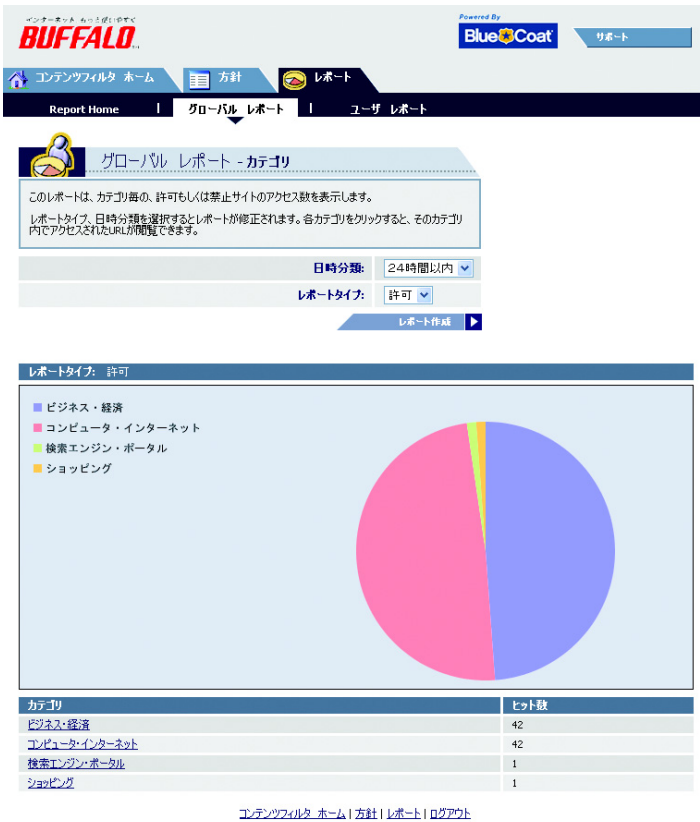 インターネット もっと使いやすく
BUFFALO
Powered By
Blue Coat
サポート
コンテンツフィルタ ホーム
方針
レポート
Report Home | グローバル レポート | ユーザ レポート
グローバル レポート - カテゴリ
このレポートは、カテゴリ毎の、許可もしくは禁止サイトのアクセス数を表示します。
レポートタイプ、日時分類を選択するとレポートが修正されます。各カテゴリをクリックすると、そのカテゴリ
内でアクセスされたURLが閲覧できます。
日時分類: 24時間以内
レポートタイプ: 許可
レポート作成
レポートタイプ: 許可
ビジネス・経済
コンピュータ・インターネット
検索エンジン・ポータル
ショッピング
カテゴリ ヒット数
ビジネス・経済 42
コンピュータ・インターネット 42
検索エンジン・ポータル 1
ショッピング 1
コンテンツフィルタ ホーム | 方針 | レポート | ログアウト